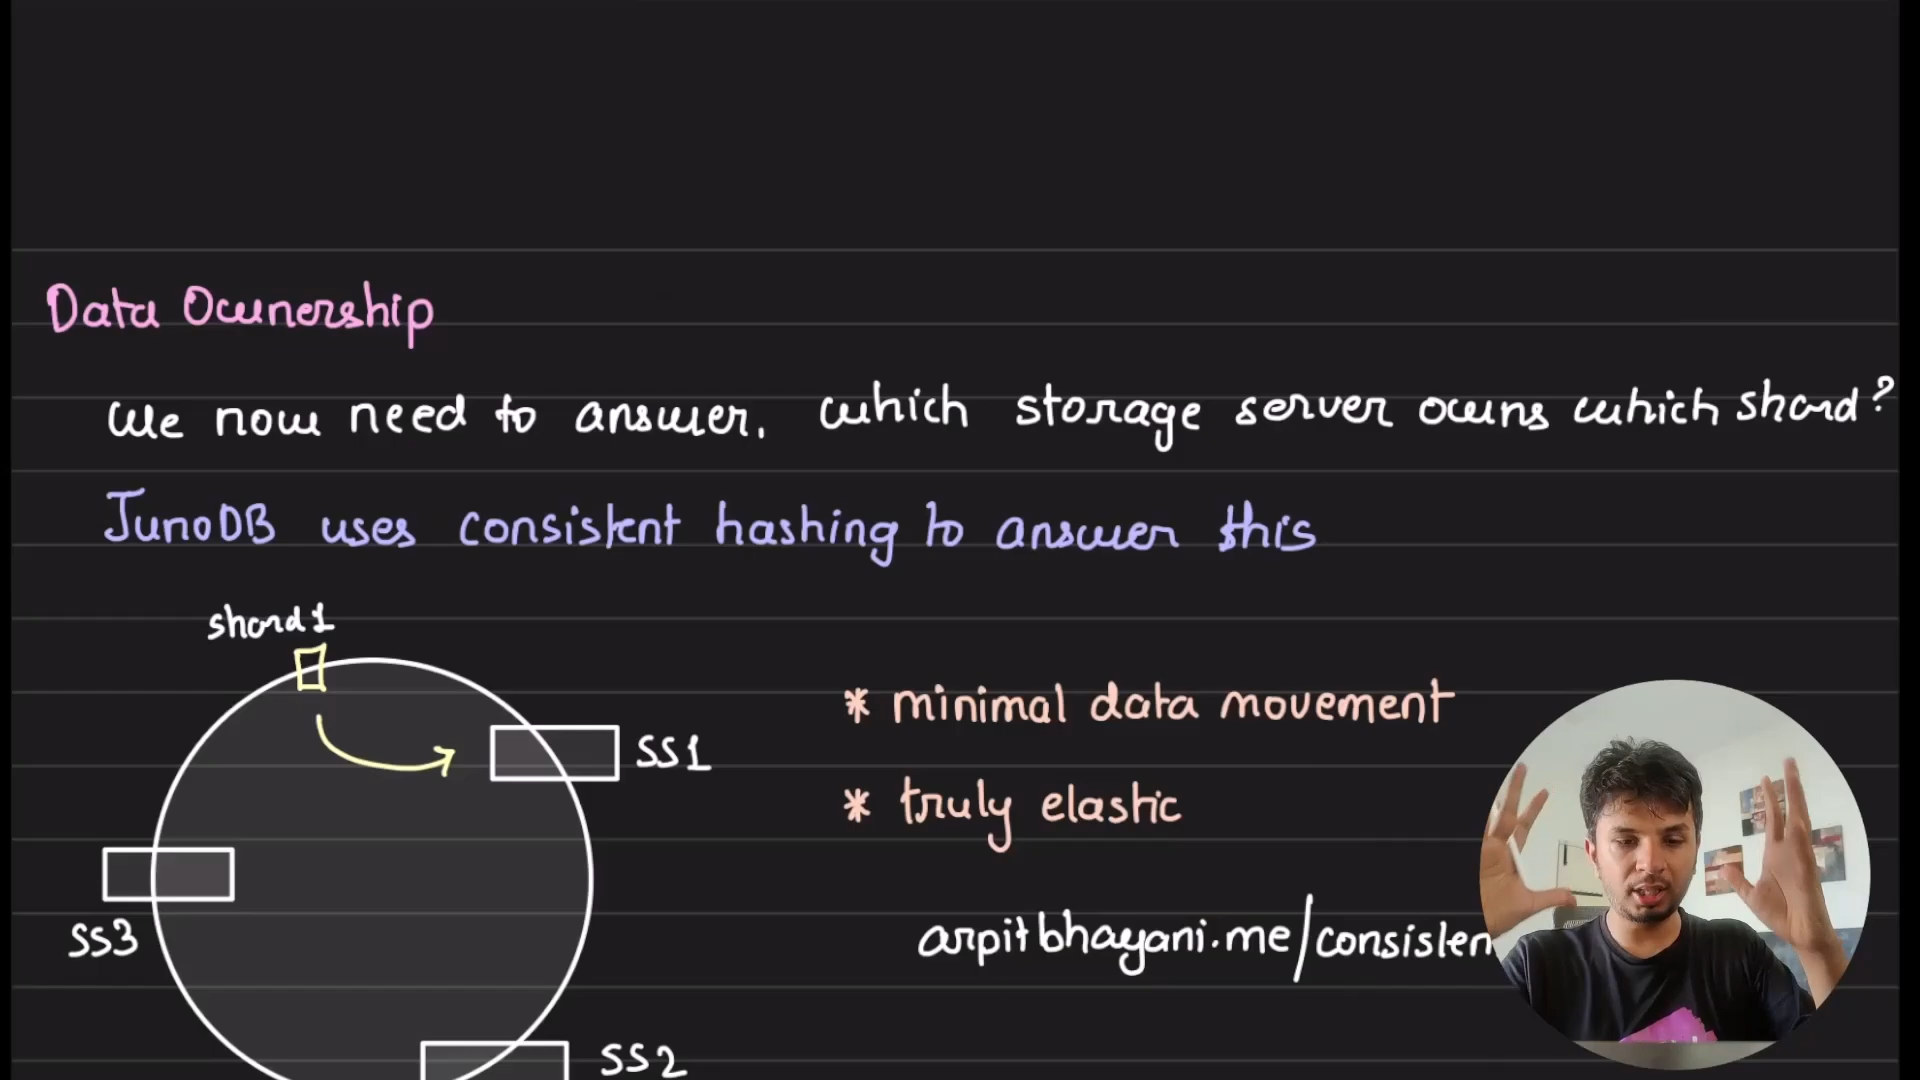 Data Ownership
We now need to answer, which storage server owns which shard?
JunoDB uses consistent hashing to answer this
shard 1
SS1
* minimal data movement
* truly elastic
SS3
arpitbhayani.me/consisten
SS2